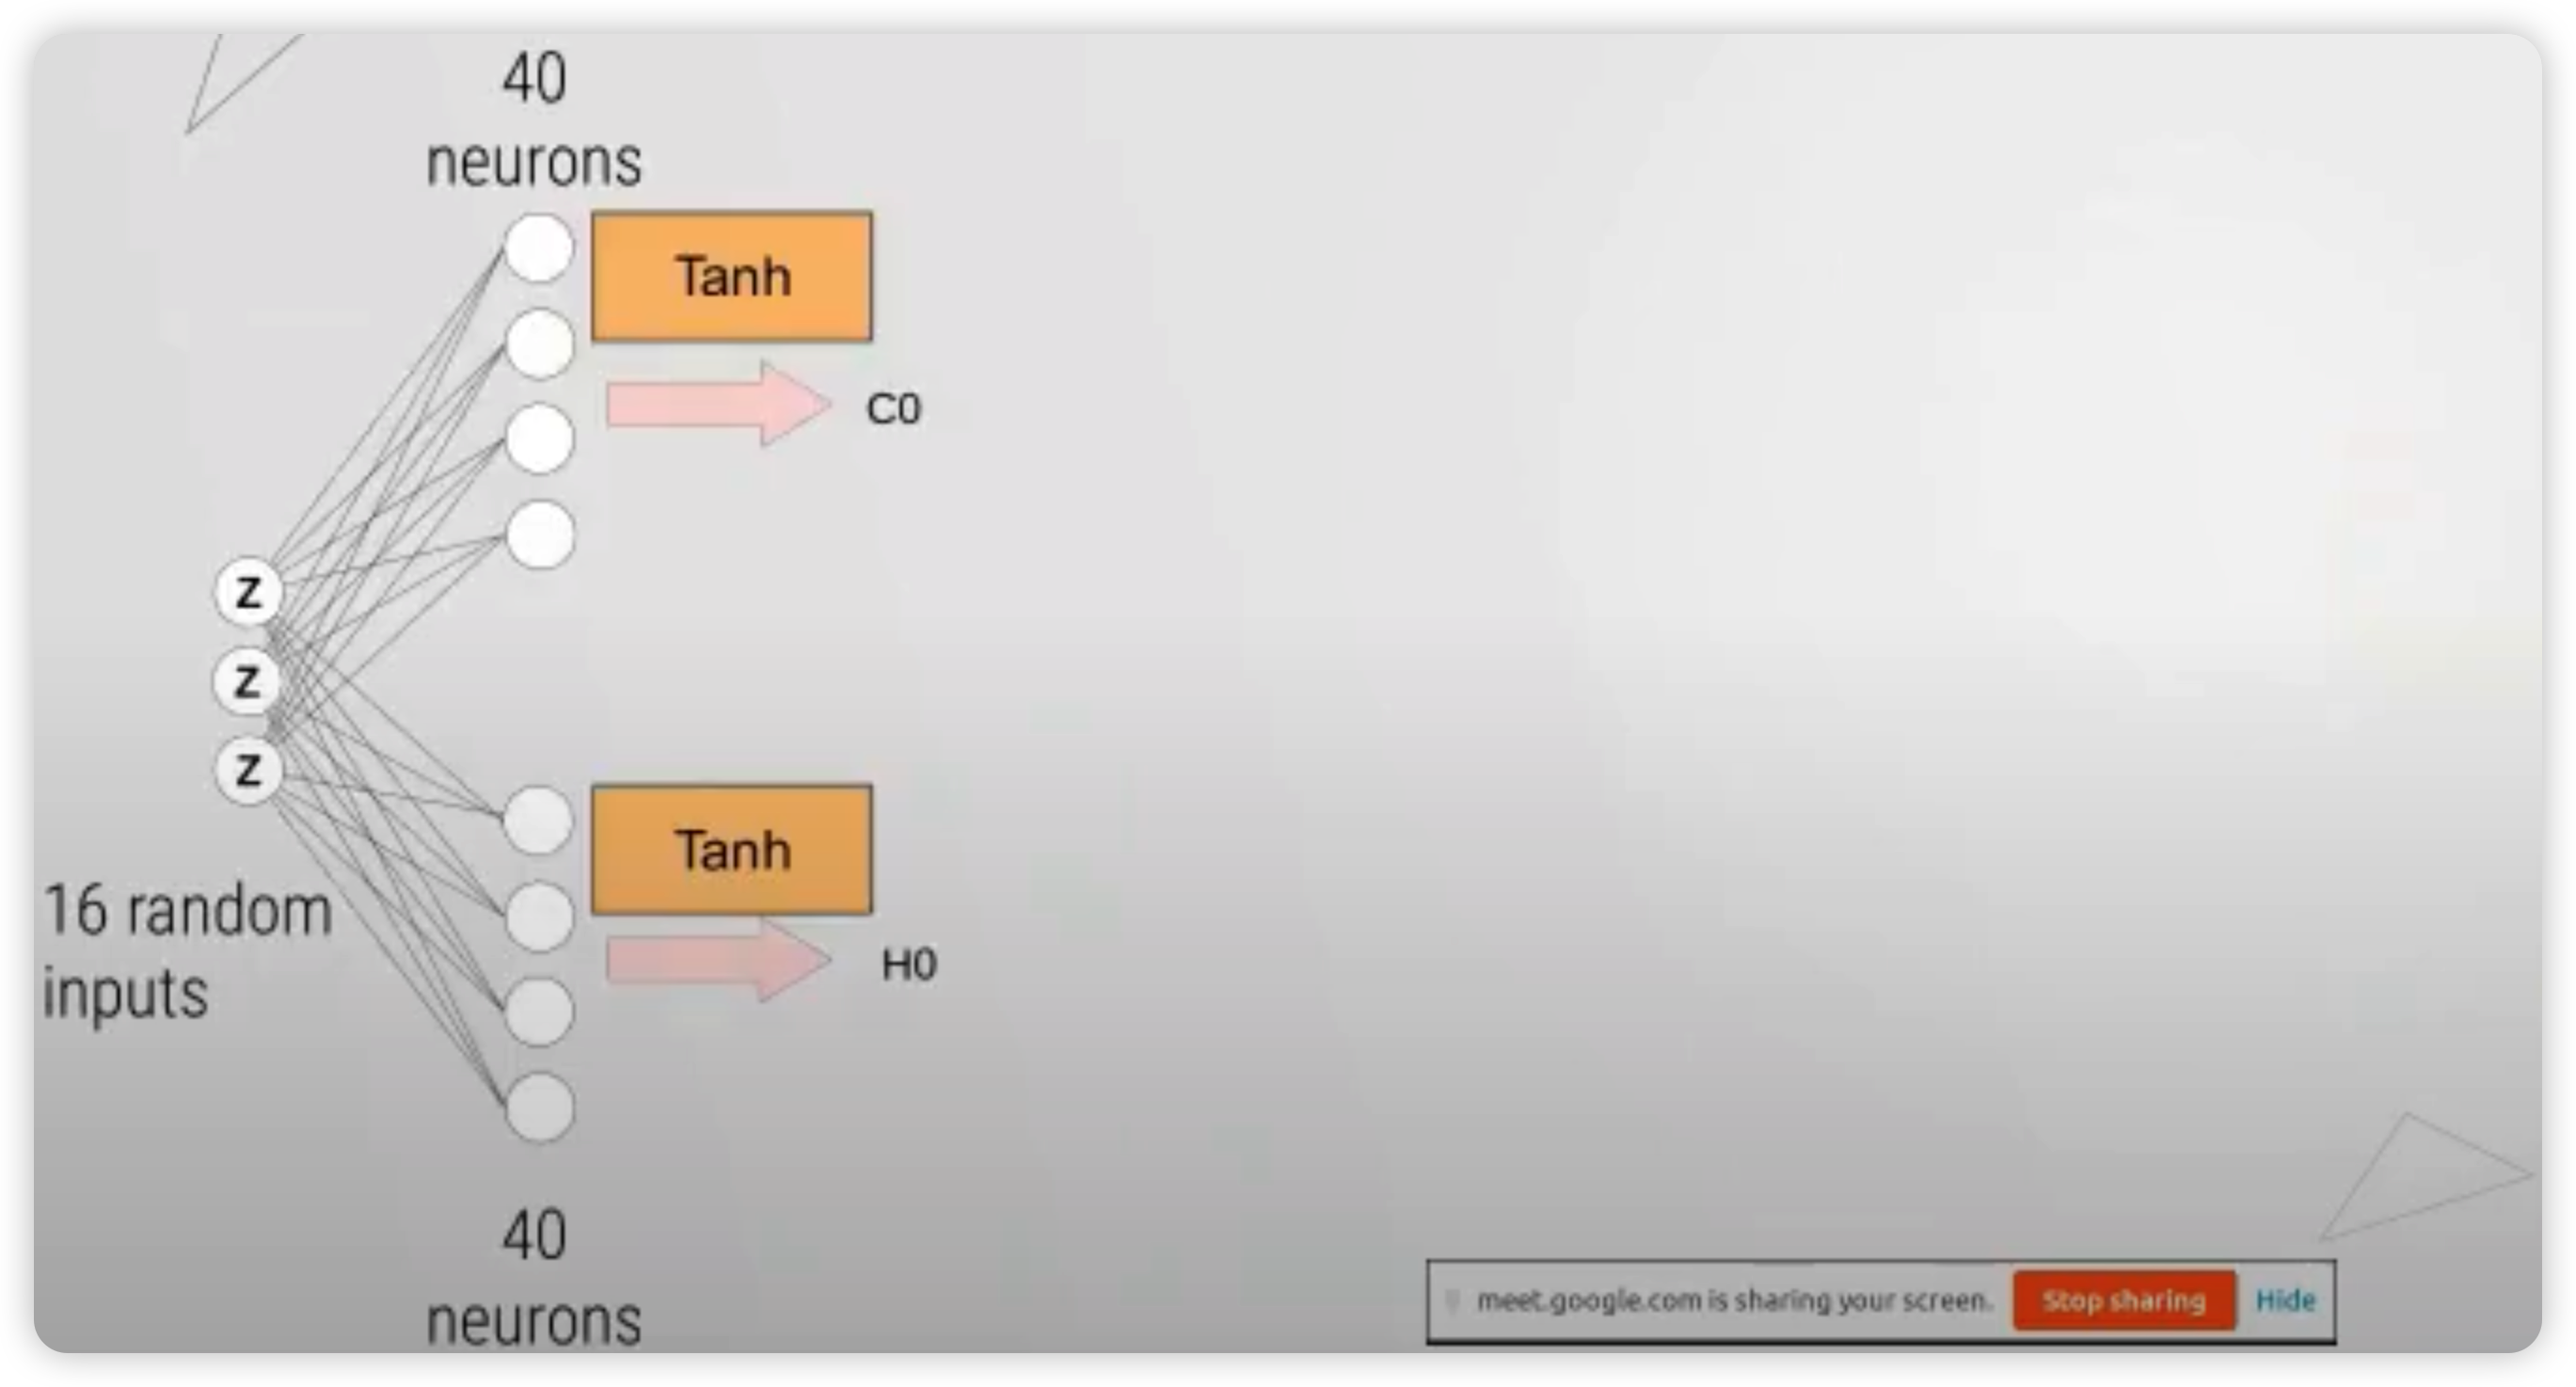 40
neurons
Tanh
C0
Z
Z
Z
Tanh
16 random
inputs
H0
40
neurons
meet.google.com is sharing your screen.
Stop sharing
Hide